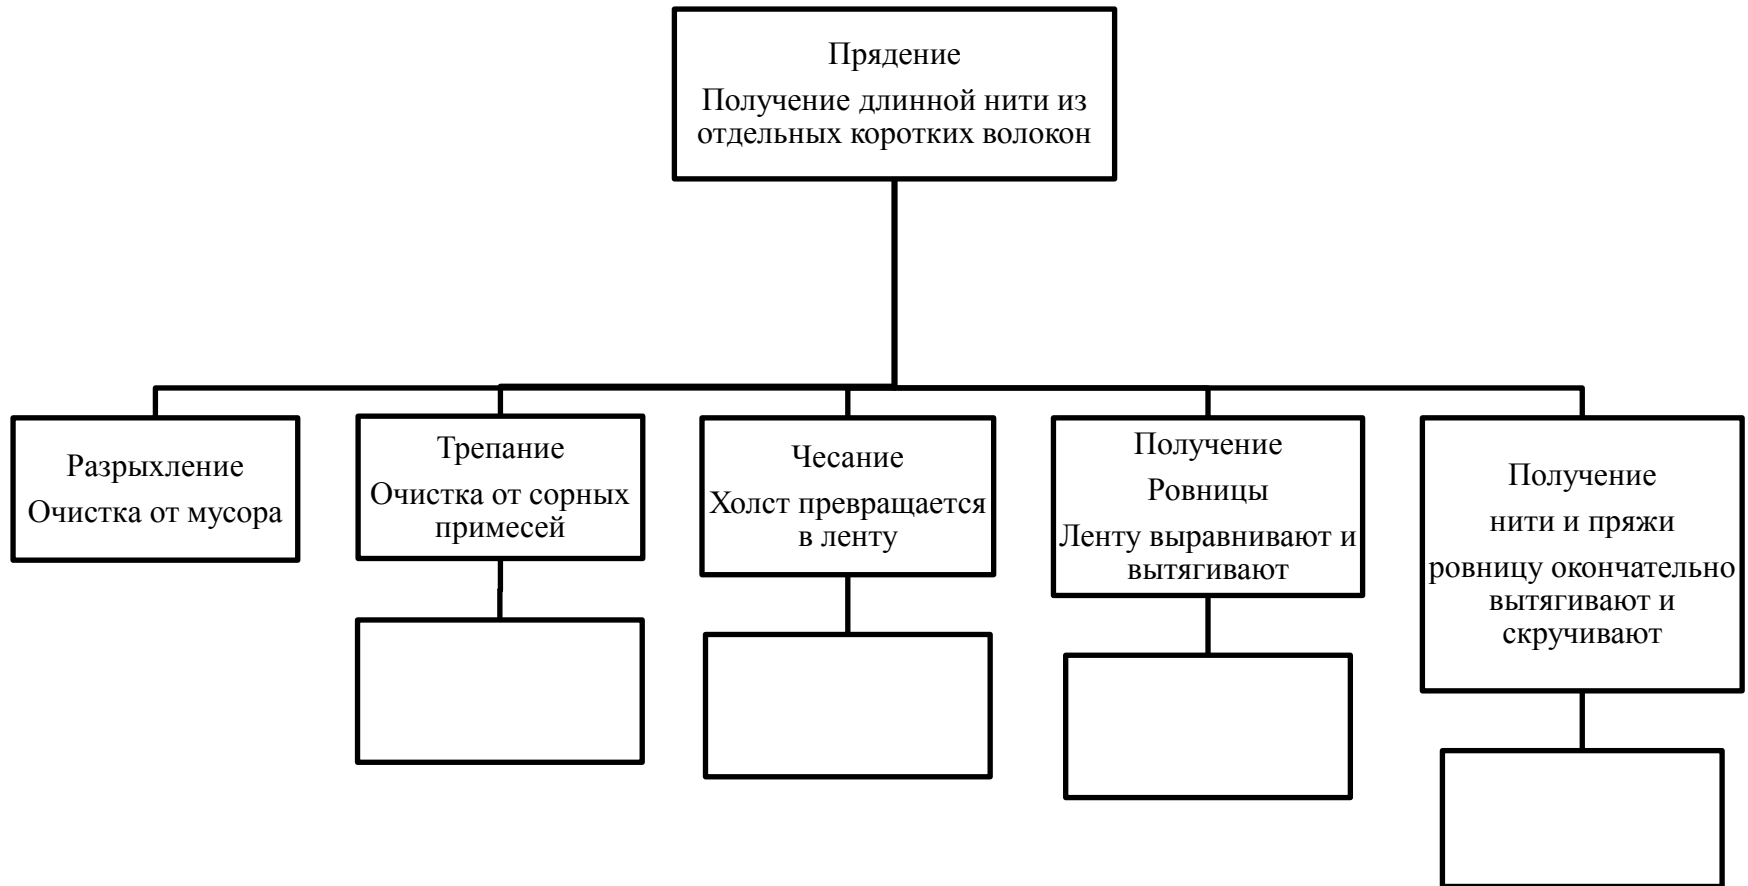 Прядение
Получение длинной нити из
отдельных коротких волокон
Разрыхление
Очистка от мусора
Трепание
Очистка от сорных
примесей
Чесание
Холст превращается
в ленту
Получение
Ровницы
Ленту выравнивают и
вытягивают
Получение
нити и пряжи
ровницу окончательно
вытягивают и
скручивают